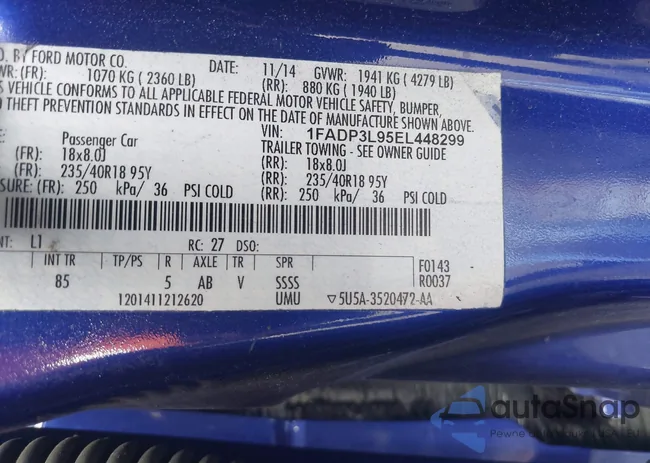 D. BY FORD MOTOR CO. DATE: 11/14 GVWR: 1941 KG ( 4279 LB)
WR: (FR) 1070 KG ( 2360 LB) (RR) 880 KG ( 1940 LB)
S VEHICLE CONFORMS TO ALL APPLICABLE FEDERAL MOTOR VEHICLE SAFETY, BUMPER,
D THEFT PREVENTION STANDARDS IN EFFECT ON THE DATE OF MANUFACTURE SHOWN ABOVE.
VIN: 1FADP3L95EL448299
Passenger Car TRAILER TOWING - SEE OWNER GUIDE
(FR): 18x8.0J (RR): 18x8.0J
(FR): 235/40R18 95Y (RR): 235/40R18 95Y
SURE: (FR): 250 kPa/ 36 PSI COLD (RR): 250 kPa/ 36 PSI COLD
NT: L1 RC: 27 DSO:
INT TR TP/PS R AXLE TR SPR F0143
85 5 AB V SSSS R0037
1201411212620 UMU ▽5U5A-3520472-AA
autoSnap